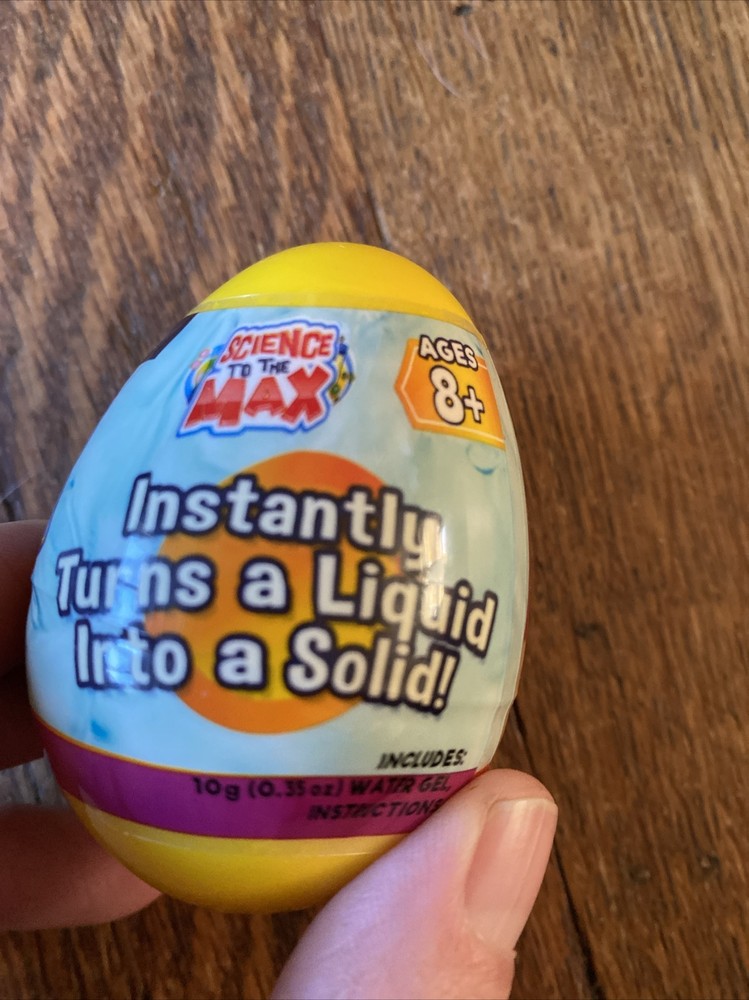 SCIENCE
TO THE
MAX
AGES
8+
Instantly
Turns a Liquid
Into a Solid!
INCLUDES:
10g (0.35 oz) WATER GEL,
INSTRUCTIONS